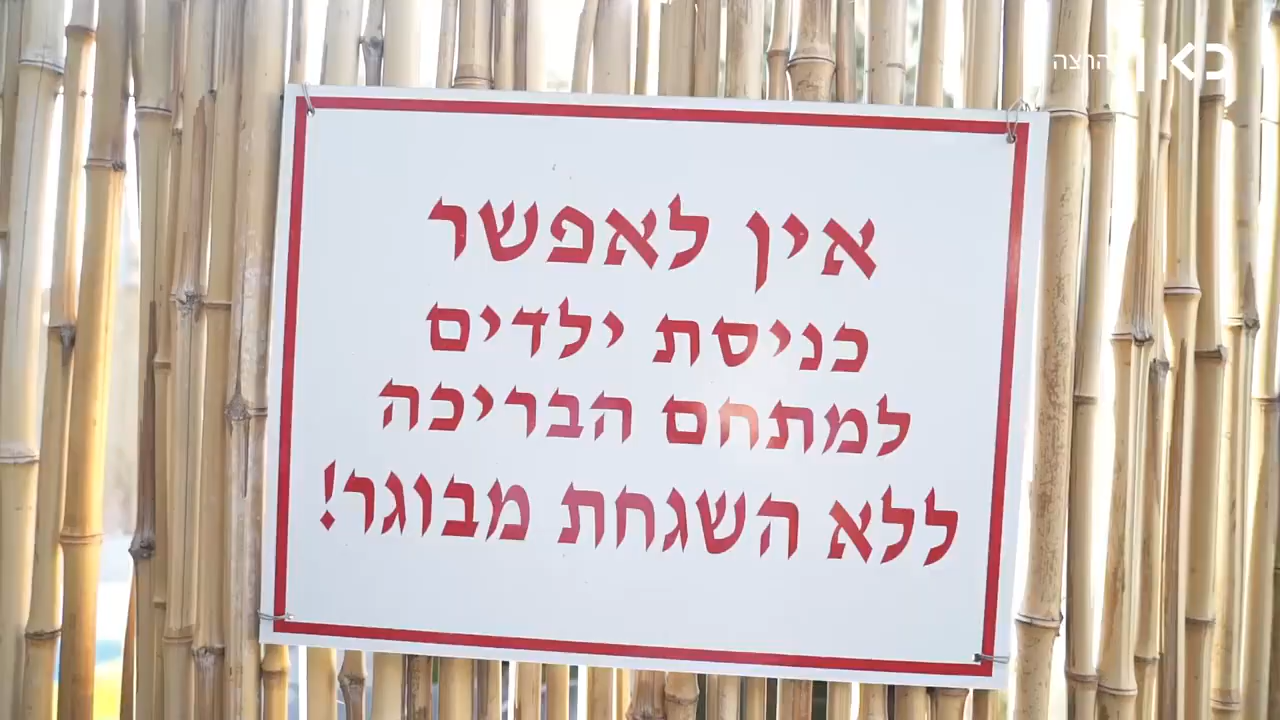 כאן
הרצה
אין לאפשר
כניסת ילדים
למתחם הבריכה
ללא השגחת מבוגר!